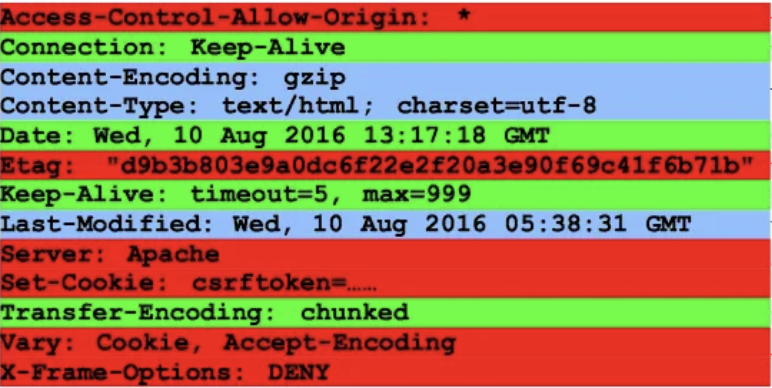 Access-Control-Allow-Origin: *
Connection: Keep-Alive
Content-Encoding: gzip
Content-Type: text/html; charset=utf-8
Date: Wed, 10 Aug 2016 13:17:18 GMT
Etag: "d9b3b803e9a0dc6f22e2f20a3e90f69c41f6b71b"
Keep-Alive: timeout=5, max=999
Last-Modified: Wed, 10 Aug 2016 05:38:31 GMT
Server: Apache
Set-Cookie: csrftoken=……
Transfer-Encoding: chunked
Vary: Cookie, Accept-Encoding
X-Frame-Options: DENY